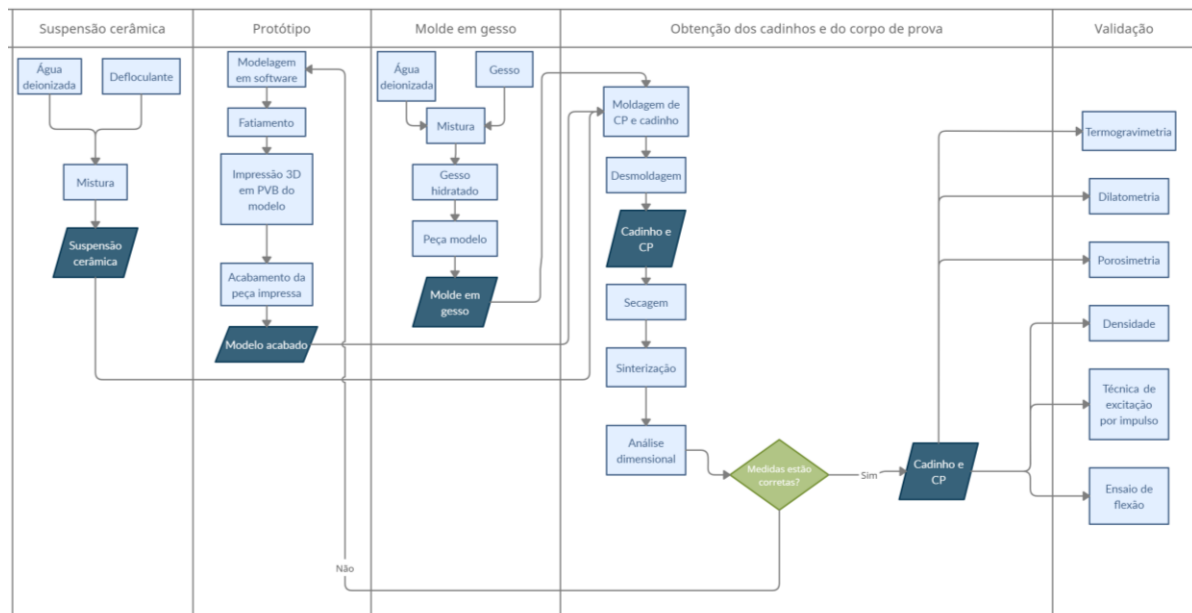 Suspensão cerâmica
Protótipo
Molde em gesso
Obtenção dos cadinhos e do corpo de prova
Validação
Água
deionizada
Defloculante
Mistura
Suspensão
cerâmica
Modelagem
em software
Fatiamento
Impressão 3D
em PVB do
modelo
Acabamento da
peça impressa
Modelo acabado
Água
deionizada
Gesso
Mistura
Gesso
hidratado
Peça modelo
Molde em
gesso
Moldagem de
CP e cadinho
Desmoldagem
Cadinho e
CP
Secagem
Sinterização
Análise
dimensional
Medidas estão
corretas?
Sim
Não
Cadinho e
CP
Termogravimetria
Dilatometria
Porosimetria
Densidade
Técnica de
excitação
por impulso
Ensaio de
flexão